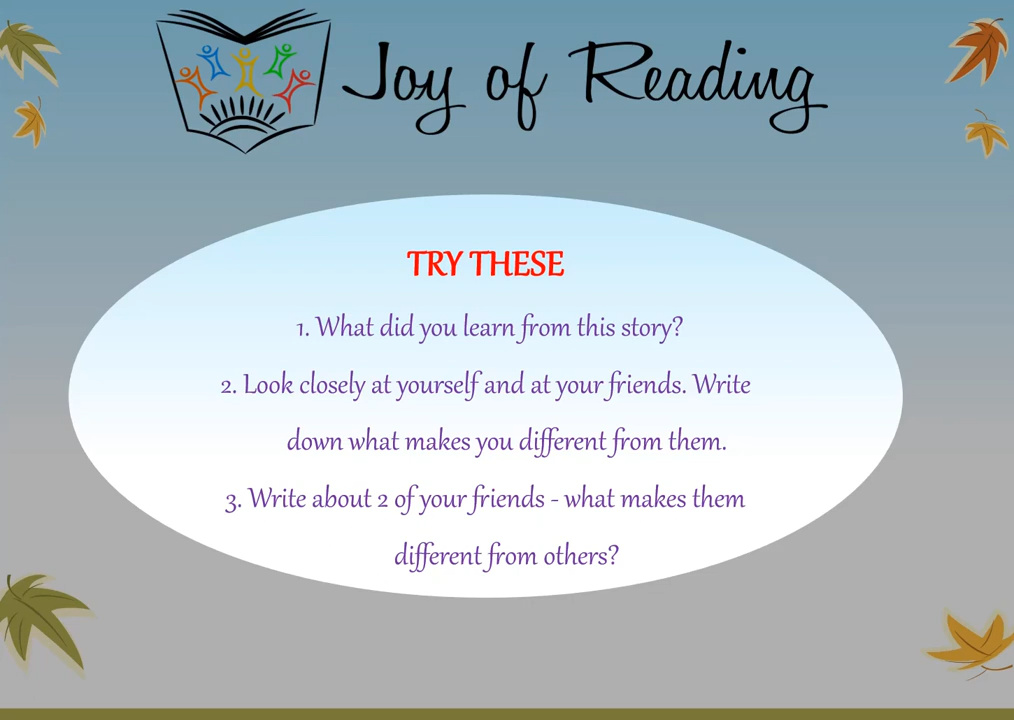 Joy of Reading
TRY THESE
1. What did you learn from this story?
2. Look closely at yourself and at your friends. Write
down what makes you different from them.
3. Write about 2 of your friends - what makes them
different from others?